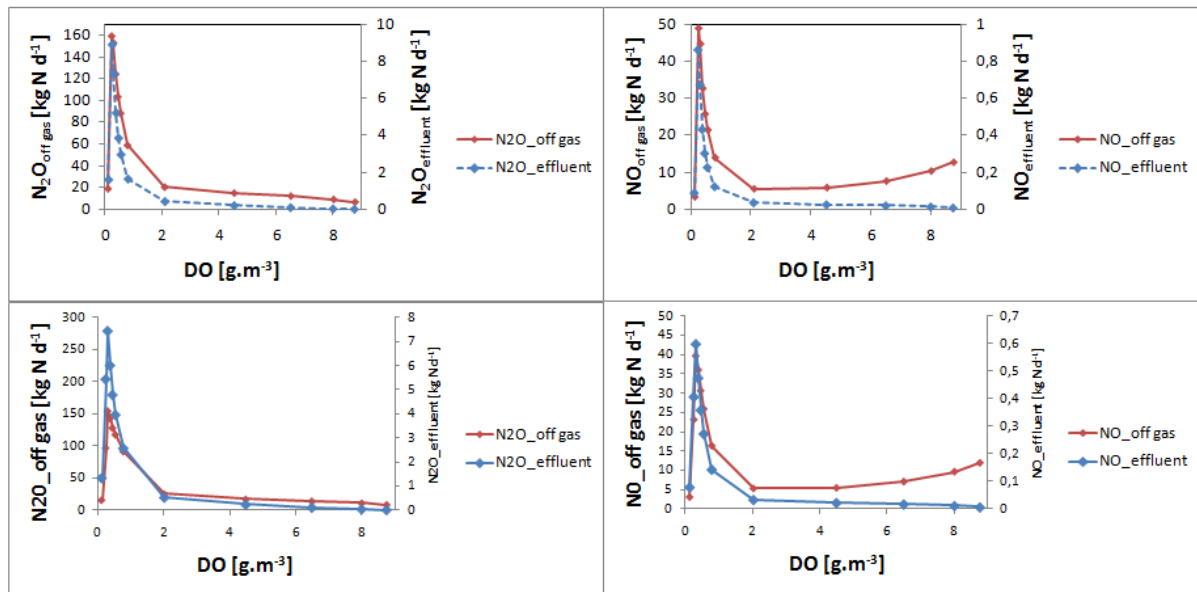 N₂O_off gas [kg N d⁻¹]
160
140
120
100
80
60
40
20
0
10
8
6
4
2
0
N₂O_effluent [kg N d⁻¹]
0 2 4 6 8
DO [g.m⁻³]
N2O_off gas
N2O_effluent
NO_off gas [kg N d⁻¹]
50
40
30
20
10
0
1
0,8
0,6
0,4
0,2
0
NO_effluent [kg N d⁻¹]
0 2 4 6 8
DO [g.m⁻³]
NO_off gas
NO_effluent
N20_off gas [kg N d⁻¹]
300
250
200
150
100
50
0
8
7
6
5
4
3
2
1
0
N2O_effluent [kg Nd⁻¹]
0 2 4 6 8
DO [g.m⁻³]
N2O_off gas
N2O_effluent
N0_off gas [kg N d⁻¹]
50
45
40
35
30
25
20
15
10
5
0
0,7
0,6
0,5
0,4
0,3
0,2
0,1
0
NO_effluent [kg Nd⁻¹]
0 2 4 6 8
DO [g.m⁻³]
NO_off gas
NO_effluent